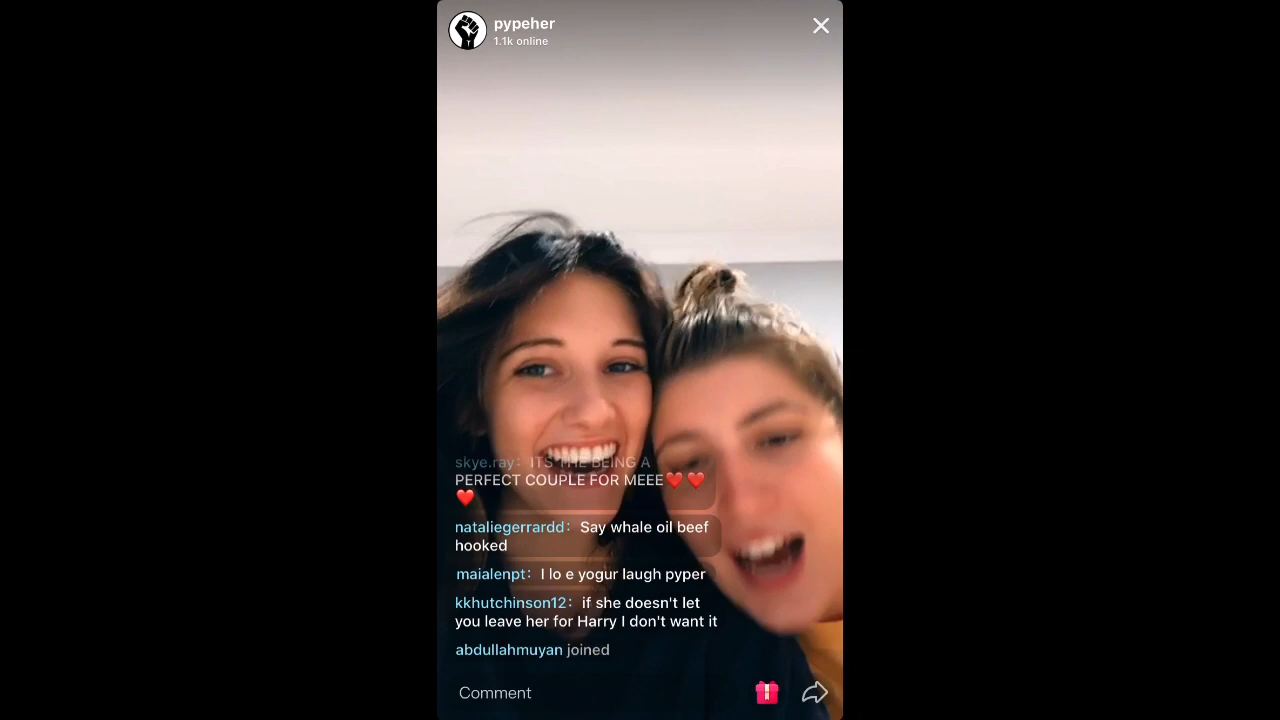 pypeher
1.1k online
skye.ray: ITS THE BEING A
PERFECT COUPLE FOR MEEE❤️❤️
❤️
nataliegerrardd: Say whale oil beef
hooked
maialenpt: I lo e yogur laugh pyper
kkhutchinson12: if she doesn't let
you leave her for Harry I don't want it
abdullahmuyan joined
Comment